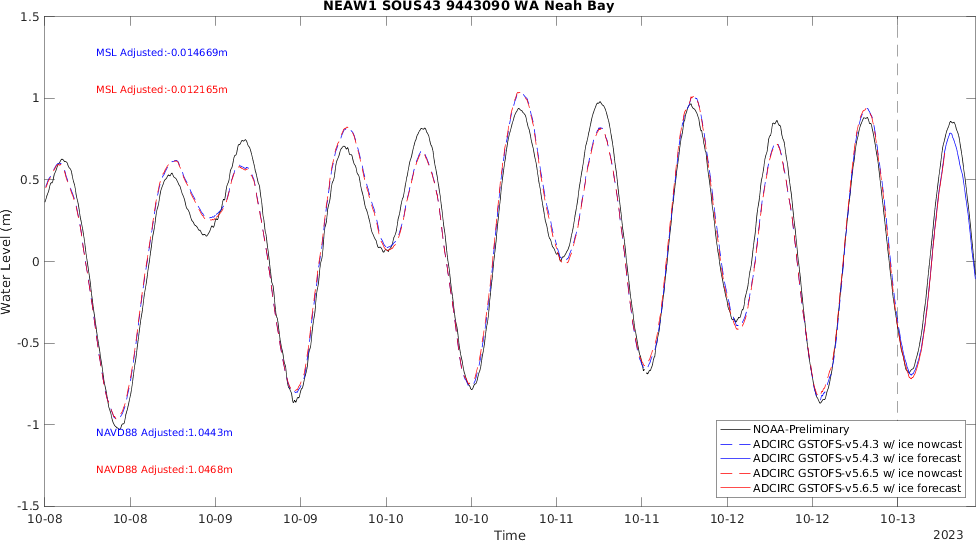 NEAW1 SOUS43 9443090 WA Neah Bay
1.5
1
0.5
0
-0.5
-1
-1.5
Water Level (m)
MSL Adjusted:-0.014669m
MSL Adjusted:-0.012165m
NAVD88 Adjusted:1.0443m
NAVD88 Adjusted:1.0468m
NOAA-Preliminary
ADCIRC GSTOFS-v5.4.3 w/ ice nowcast
ADCIRC GSTOFS-v5.4.3 w/ ice forecast
ADCIRC GSTOFS-v5.6.5 w/ ice nowcast
ADCIRC GSTOFS-v5.6.5 w/ ice forecast
10-08 10-08 10-09 10-09 10-10 10-10 10-11 10-11 10-12 10-12 10-13
Time
2023